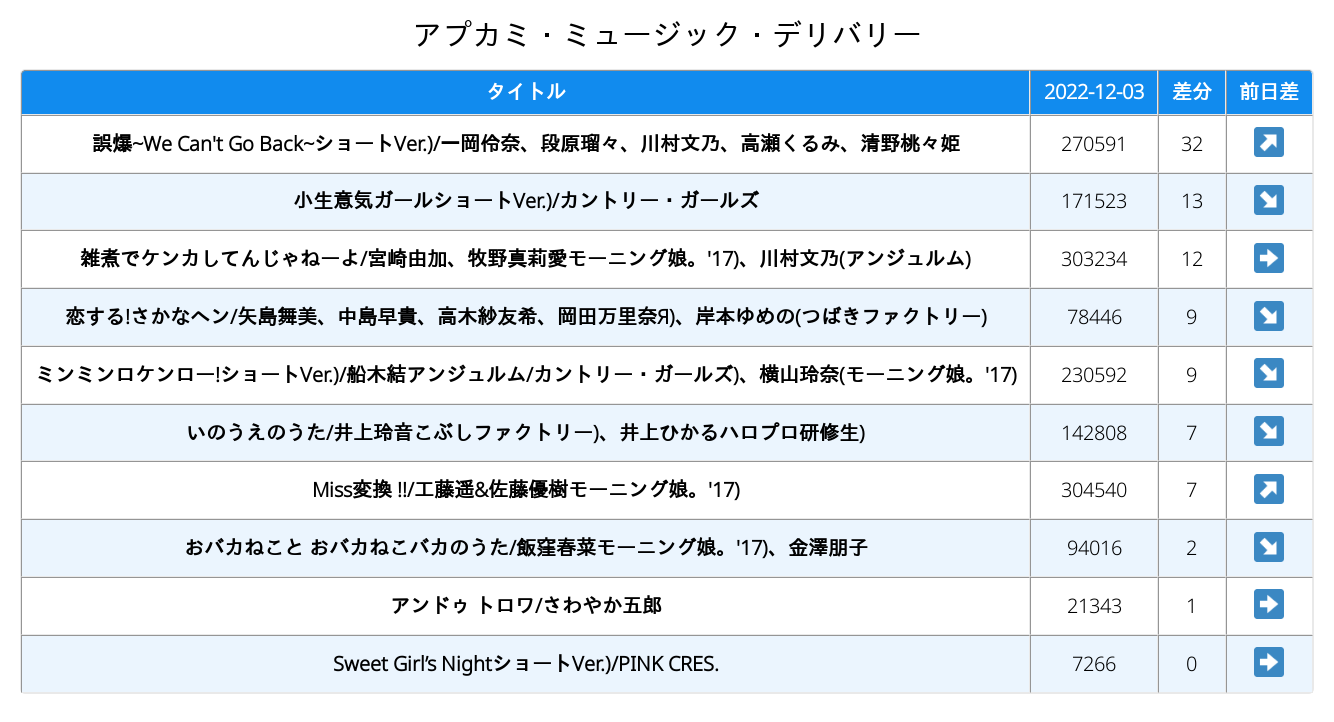 アプカミ・ミュージック・デリバリー
タイトル 2022-12-03 差分 前日差
誤爆~We Can't Go Back~ショートVer.)/一岡伶奈、段原瑠々、川村文乃、高瀬くるみ、清野桃々姫 270591 32
小生意気ガールショートVer.)/カントリー・ガールズ 171523 13
雑煮でケンカしてんじゃねーよ/宮崎由加、牧野真莉愛モーニング娘。'17)、川村文乃(アンジュルム) 303234 12
恋する!さかなヘン/矢島舞美、中島早貴、高木紗友希、岡田万里奈Я)、岸本ゆめの(つばきファクトリー) 78446 9
ミンミンロケンロー!ショートVer.)/船木結アンジュルム/カントリー・ガールズ)、横山玲奈(モーニング娘。'17) 230592 9
いのうえのうた/井上玲音こぶしファクトリー)、井上ひかるハロプロ研修生) 142808 7
Miss変換 !!/工藤遥&佐藤優樹モーニング娘。'17) 304540 7
おバカねこと おバカねこバカのうた/飯窪春菜モーニング娘。'17)、金澤朋子 94016 2
アンドゥ トロワ/さわやか五郎 21343 1
Sweet Girl’s NightショートVer.)/PINK CRES. 7266 0